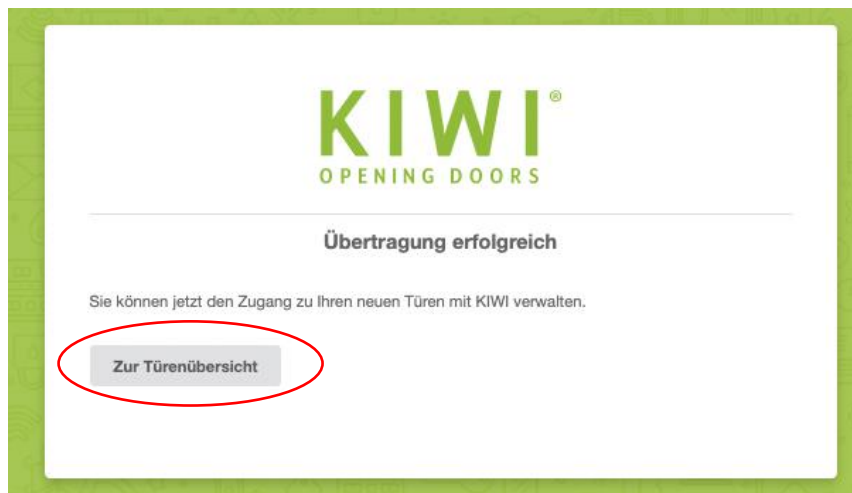 KIWI®
OPENING DOORS
Übertragung erfolgreich
Sie können jetzt den Zugang zu Ihren neuen Türen mit KIWI verwalten.
Zur Türenübersicht